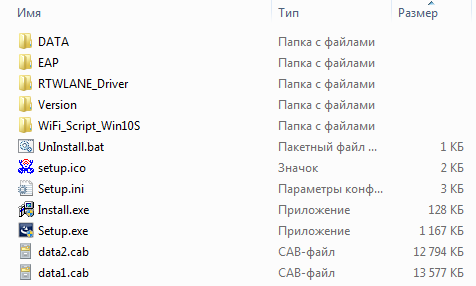 Имя Тип Размер
DATA Папка с файлами
EAP Папка с файлами
RTWLANE_Driver Папка с файлами
Version Папка с файлами
WiFi_Script_Win10S Папка с файлами
UnInstall.bat Пакетный файл ... 1 КБ
setup.ico Значок 2 КБ
Setup.ini Параметры конф... 3 КБ
Install.exe Приложение 128 КБ
Setup.exe Приложение 1 167 КБ
data2.cab CAB-файл 12 794 КБ
data1.cab CAB-файл 13 577 КБ